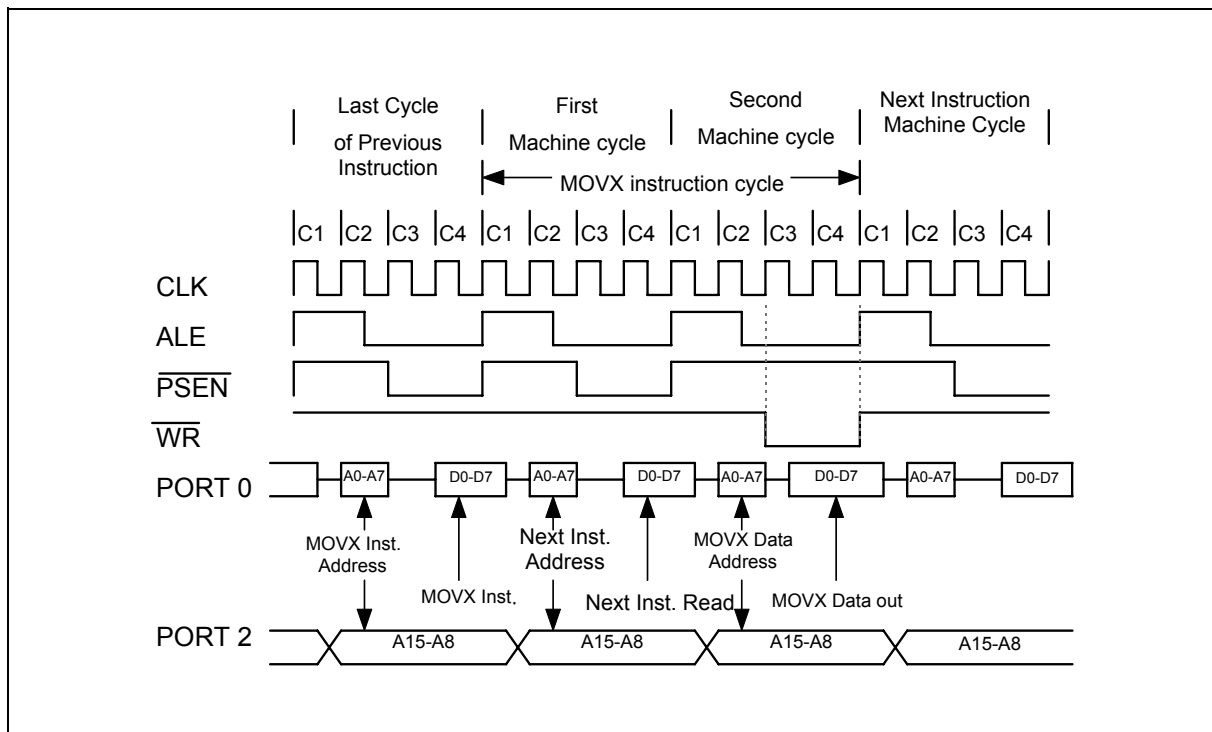 Last Cycle
of Previous
Instruction
First
Machine cycle
Second
Machine cycle
Next Instruction
Machine Cycle
MOVX instruction cycle
C1 C2 C3 C4 C1 C2 C3 C4 C1 C2 C3 C4 C1 C2 C3 C4
CLK
ALE
PSEN
WR
PORT 0
A0-A7 D0-D7 A0-A7 D0-D7 A0-A7 D0-D7 A0-A7 D0-D7
MOVX Inst.
Address
MOVX Inst.
Next Inst.
Address
Next Inst. Read
MOVX Data
Address
MOVX Data out
PORT 2
A15-A8 A15-A8 A15-A8 A15-A8